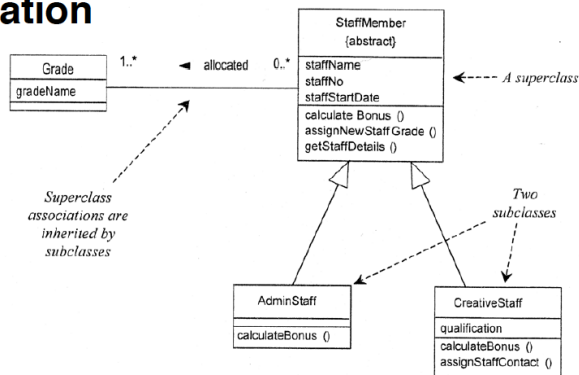 ation
StaffMember
{abstract}
staffName
staffNo
staffStartDate
calculate Bonus ()
assignNewStaff Grade ()
getStaffDetails ()
Grade
gradeName
1..*
◄ allocated
0..*
A superclass
Superclass
associations are
inherited by
subclasses
Two
subclasses
AdminStaff
calculateBonus ()
CreativeStaff
qualification
calculateBonus ()
assignStaffContact ()